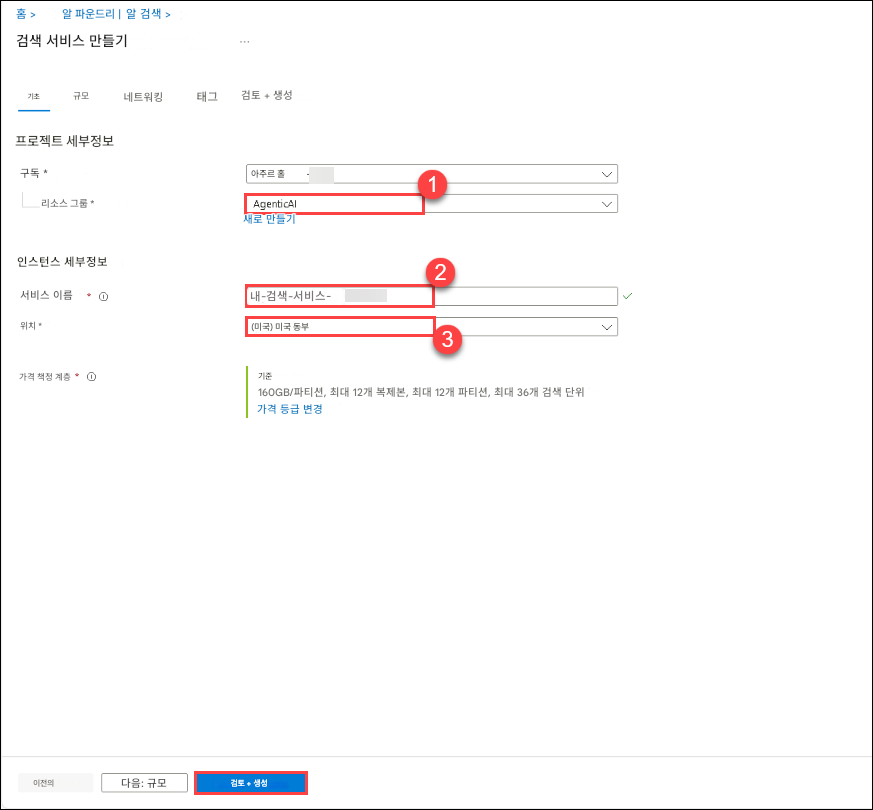 홈 > 알 파운드리 | 알 검색 >
검색 서비스 만들기 ...
기초 규모 네트워킹 태그 검토 + 생성
프로젝트 세부정보
구독 * 아주르 홈 -
1
리소스 그룹 * AgenticAI
새로 만들기
인스턴스 세부정보
2
서비스 이름 * 내-검색-서비스-
위치 * (미국) 미국 동부
3
가격 책정 계층 * 기준
160GB/파티션, 최대 12개 복제본, 최대 12개 파티션, 최대 36개 검색 단위
가격 등급 변경
이전의 다음: 규모 검토 + 생성